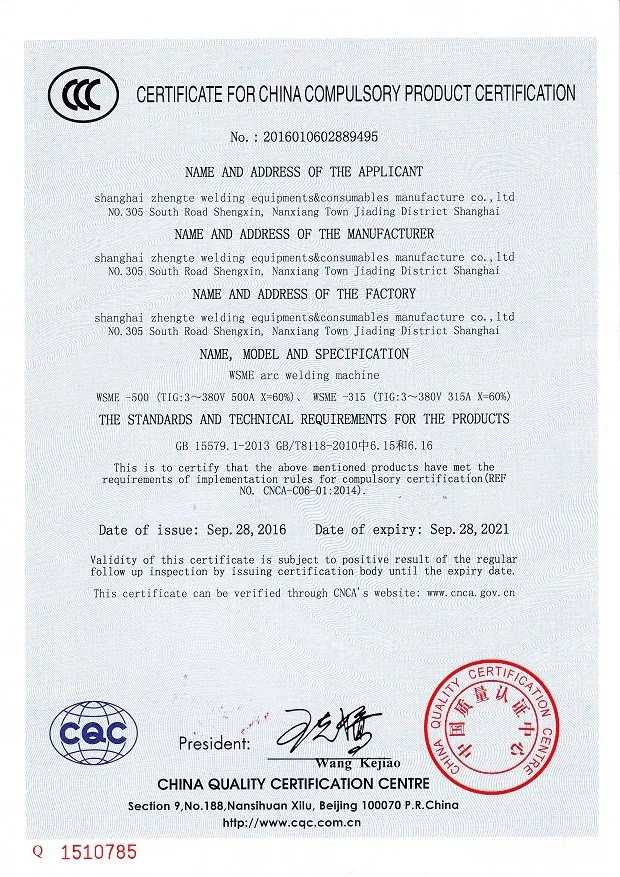 CCC
CERTIFICATE FOR CHINA COMPULSORY PRODUCT CERTIFICATION
No.: 2016010602889495
NAME AND ADDRESS OF THE APPLICANT
shanghai zhengte welding equipments&consumables manufacture co.,ltd
NO.305 South Road Shengxin, Nanxiang Town Jiading District Shanghai
NAME AND ADDRESS OF THE MANUFACTURER
shanghai zhengte welding equipments&consumables manufacture co.,ltd
NO.305 South Road Shengxin, Nanxiang Town Jiading District Shanghai
NAME AND ADDRESS OF THE FACTORY
shanghai zhengte welding equipments&consumables manufacture co.,ltd
NO.305 South Road Shengxin, Nanxiang Town Jiading District Shanghai
NAME, MODEL AND SPECIFICATION
WSME arc welding machine
WSME -500 (TIG:3~380V 500A X=60%)、 WSME -315 (TIG:3~380V 315A X=60%)
THE STANDARDS AND TECHNICAL REQUIREMENTS FOR THE PRODUCTS
GB 15579.1-2013 GB/T8118-2010中6.15和6.16
This is to certify that the above mentioned products have met the
requirements of implementation rules for compulsory certification(REF
NO. CNCA-C06-01:2014).
Date of issue: Sep.28,2016 Date of expiry: Sep.28,2021
Validity of this certificate is subject to positive result of the regular
follow up inspection by issuing certification body until the expiry date.
This certificate can be verified through CNCA's website: www.cnca.gov.cn
CHINA QUALITY CERTIFICATION CENTRE
中国质量认证中心
CQC
President:
Wang Kejiao
CHINA QUALITY CERTIFICATION CENTRE
Section 9,No.188,Nansihuan Xilu, Beijing 100070 P.R.China
http://www.cqc.com.cn
Q 1510785